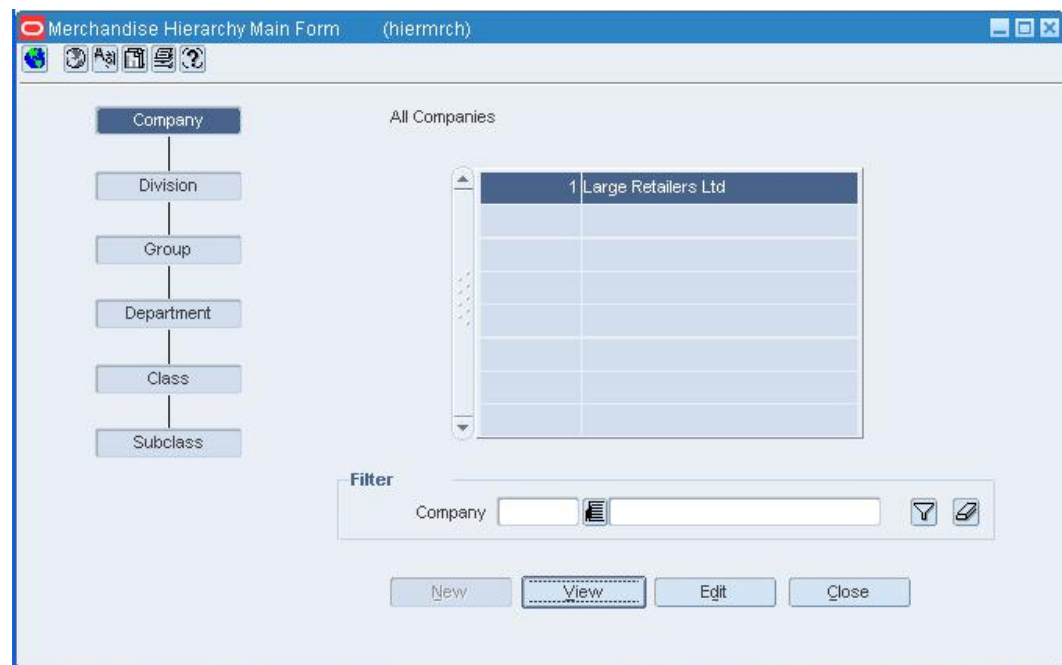 Merchandise Hierarchy Main Form (hiermrch)
Company
Division
Group
Department
Class
Subclass
All Companies
1 Large Retailers Ltd
Filter
Company
New View Edit Close